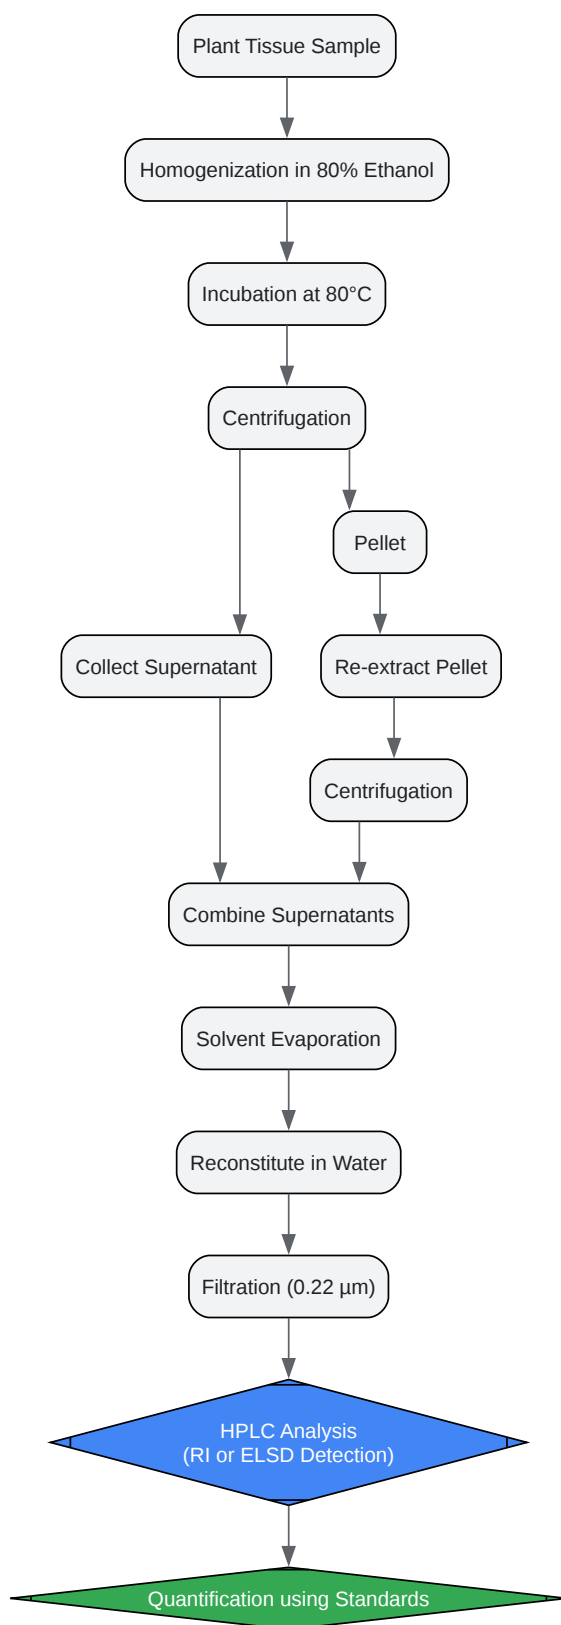 Plant Tissue Sample
Homogenization in 80% Ethanol
Incubation at 80°C
Centrifugation
Pellet
Collect Supernatant
Re-extract Pellet
Centrifugation
Combine Supernatants
Solvent Evaporation
Reconstitute in Water
Filtration (0.22 µm)
HPLC Analysis
(RI or ELSD Detection)
Quantification using Standards